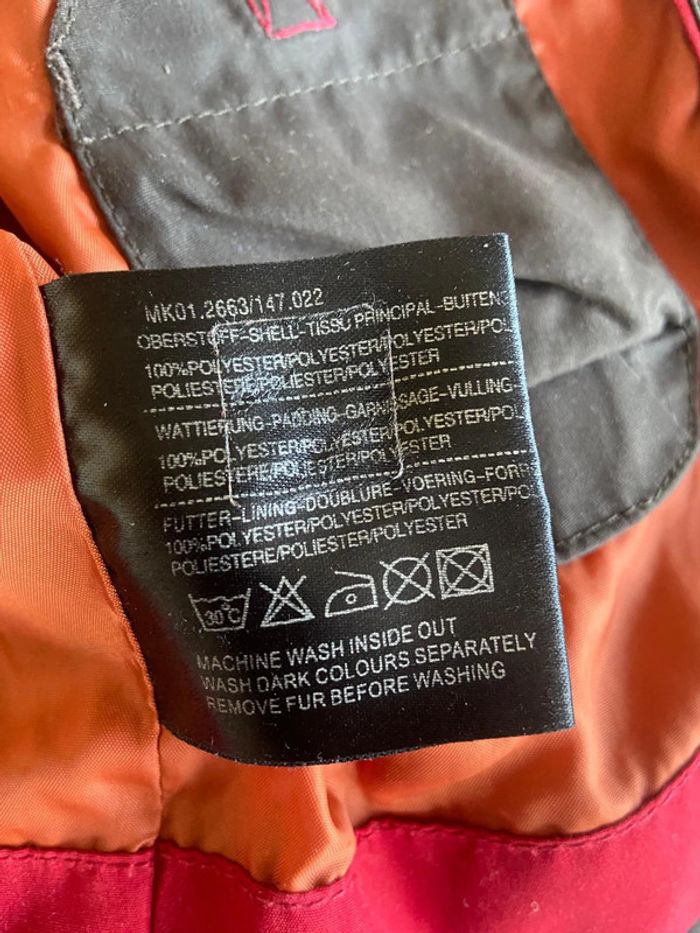 MK01.2663/147.022
OBERSTOFF-SHELL-TISSU PRINCIPAL-BUITENS
100%POLYESTER/POLYESTER/POLYESTER/POL
POLIESTERE/POLIESTER/POLYESTER
WATTIERUNG-PADDING-GARNISSAGE-VULLING-
100%POLYESTER/POLYESTER/POLYESTER/POL
POLIESTERE/POLIESTER/POLYESTER
FUTTER-LINING-DOUBLURE-VOERING-FORR
100%POLYESTER/POLYESTER/POLYESTER/PO
POLIESTERE/POLIESTER/POLYESTER
30°C
MACHINE WASH INSIDE OUT
WASH DARK COLOURS SEPARATELY
REMOVE FUR BEFORE WASHING